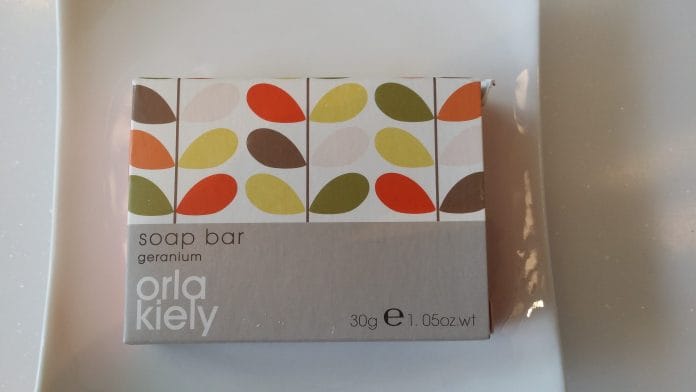 soap bar
geranium
orla
kiely
30g e 1.05oz.wt